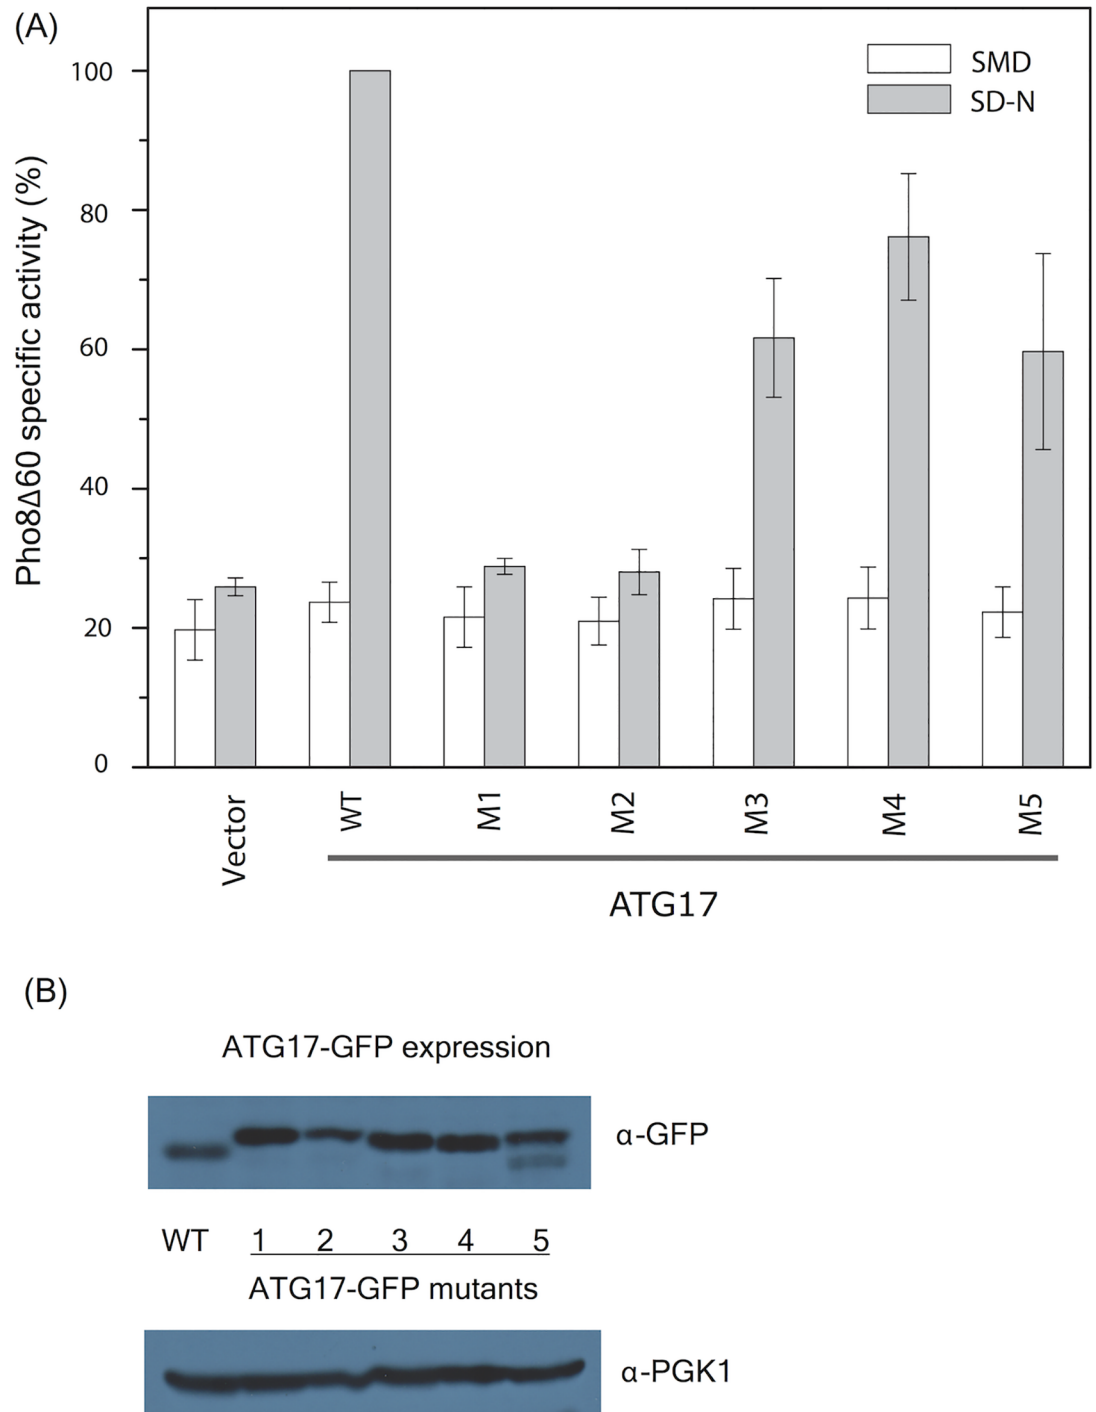 (A)
SMD
SD-N
Pho8Δ60 specific activity (%)
100
80
60
40
20
0
Vector
WT
M1
M2
M3
M4
M5
ATG17
(B)
ATG17-GFP expression
α-GFP
WT 1 2 3 4 5
ATG17-GFP mutants
α-PGK1